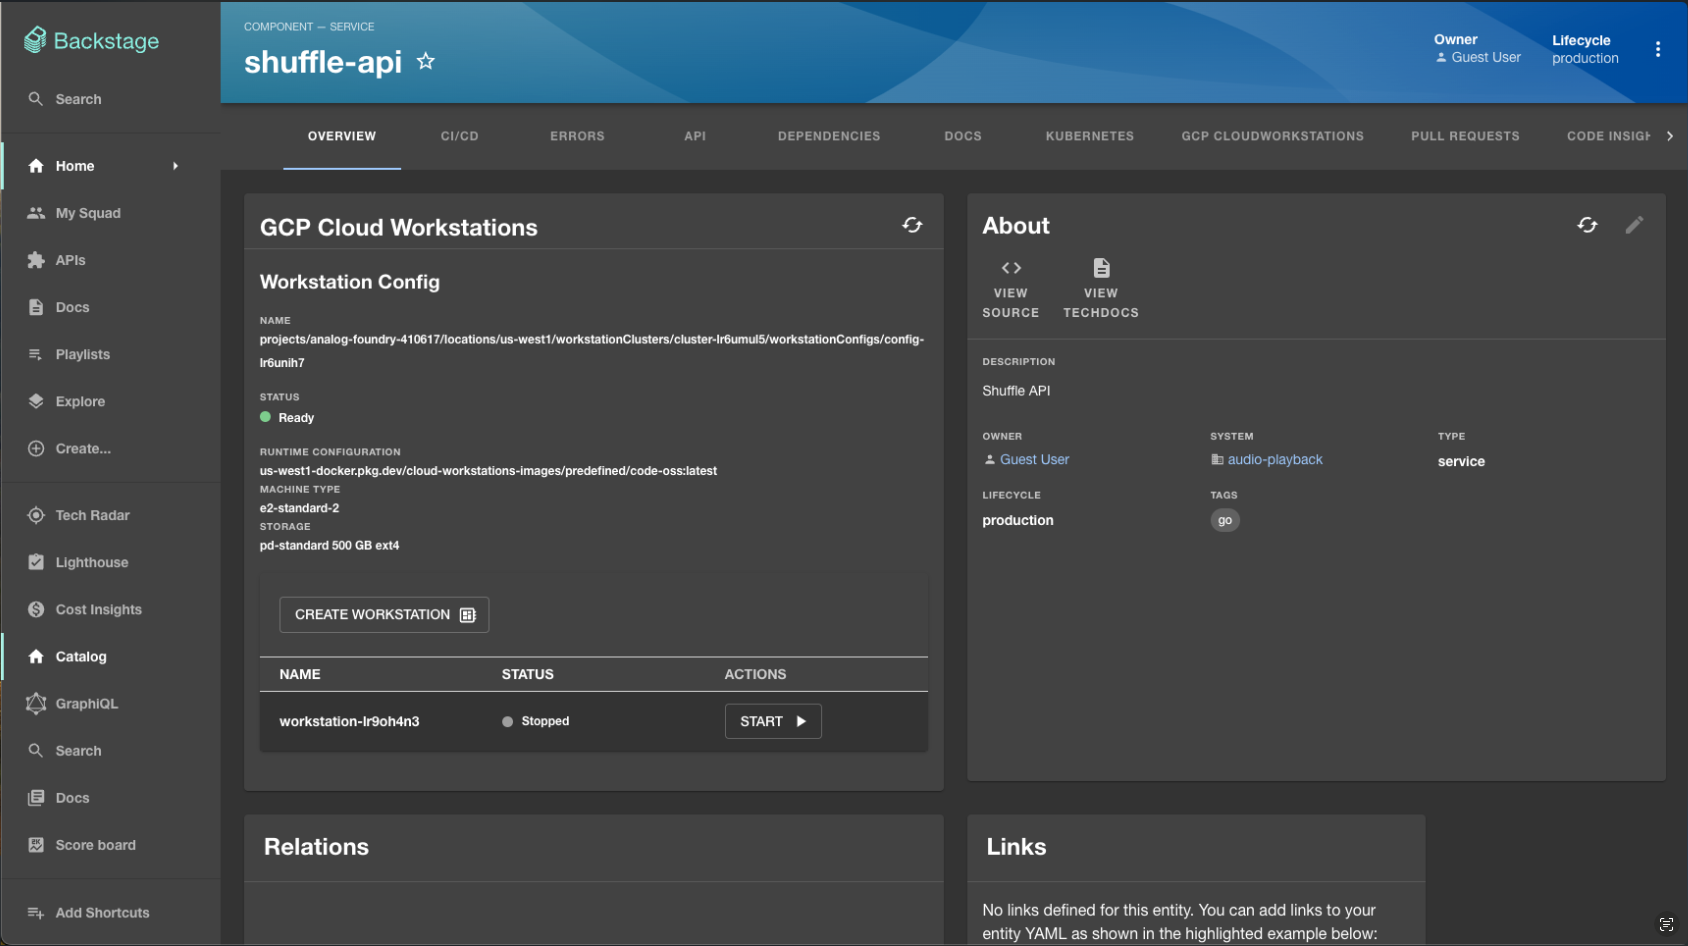 Backstage
Search
Home
My Squad
APIs
Docs
Playlists
Explore
Create...
Tech Radar
Lighthouse
Cost Insights
Catalog
GraphiQL
Search
Docs
Score board
Add Shortcuts
COMPONENT — SERVICE
shuffle-api
Owner
Guest User
Lifecycle
production
OVERVIEW CI/CD ERRORS API DEPENDENCIES DOCS KUBERNETES GCP CLOUDWORKSTATIONS PULL REQUESTS CODE INSIGH
GCP Cloud Workstations
Workstation Config
NAME
projects/analog-foundry-410617/locations/us-west1/workstationClusters/cluster-lr6umul5/workstationConfigs/config-
lr6unih7
STATUS
Ready
RUNTIME CONFIGURATION
us-west1-docker.pkg.dev/cloud-workstations-images/predefined/code-oss:latest
MACHINE TYPE
e2-standard-2
STORAGE
pd-standard 500 GB ext4
CREATE WORKSTATION
NAME STATUS ACTIONS
workstation-lr9oh4n3 Stopped START
About
VIEW
SOURCE
VIEW
TECHDOCS
DESCRIPTION
Shuffle API
OWNER
Guest User
SYSTEM
audio-playback
TYPE
service
LIFECYCLE
production
TAGS
go
Relations
Links
No links defined for this entity. You can add links to your
entity YAML as shown in the highlighted example below: